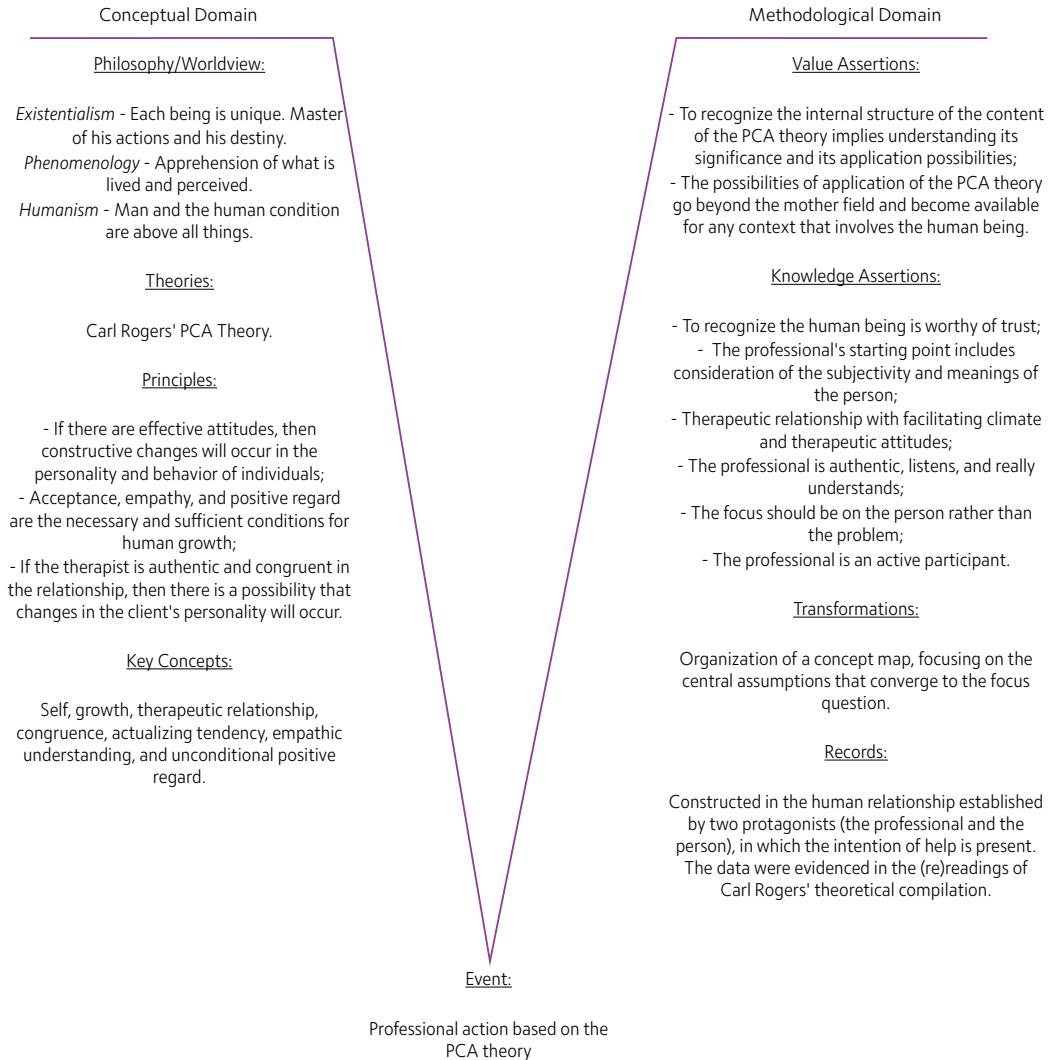 Conceptual Domain
Philosophy/Worldview:
Existentialism - Each being is unique. Master
of his actions and his destiny.
Phenomenology - Apprehension of what is
lived and perceived.
Humanism - Man and the human condition
are above all things.
Theories:
Carl Rogers' PCA Theory.
Principles:
- If there are effective attitudes, then
constructive changes will occur in the
personality and behavior of individuals;
- Acceptance, empathy, and positive regard
are the necessary and sufficient conditions for
human growth;
- If the therapist is authentic and congruent in
the relationship, then there is a possibility that
changes in the client's personality will occur.
Key Concepts:
Self, growth, therapeutic relationship,
congruence, actualizing tendency, empathic
understanding, and unconditional positive
regard.
Methodological Domain
Value Assertions:
- To recognize the internal structure of the content
of the PCA theory implies understanding its
significance and its application possibilities;
- The possibilities of application of the PCA theory
go beyond the mother field and become available
for any context that involves the human being.
Knowledge Assertions:
- To recognize the human being is worthy of trust;
- The professional's starting point includes
consideration of the subjectivity and meanings of
the person;
- Therapeutic relationship with facilitating climate
and therapeutic attitudes;
- The professional is authentic, listens, and really
understands;
- The focus should be on the person rather than
the problem;
- The professional is an active participant.
Transformations:
Organization of a concept map, focusing on the
central assumptions that converge to the focus
question.
Records:
Constructed in the human relationship established
by two protagonists (the professional and the
person), in which the intention of help is present.
The data were evidenced in the (re)readings of
Carl Rogers' theoretical compilation.
Event:
Professional action based on the
PCA theory